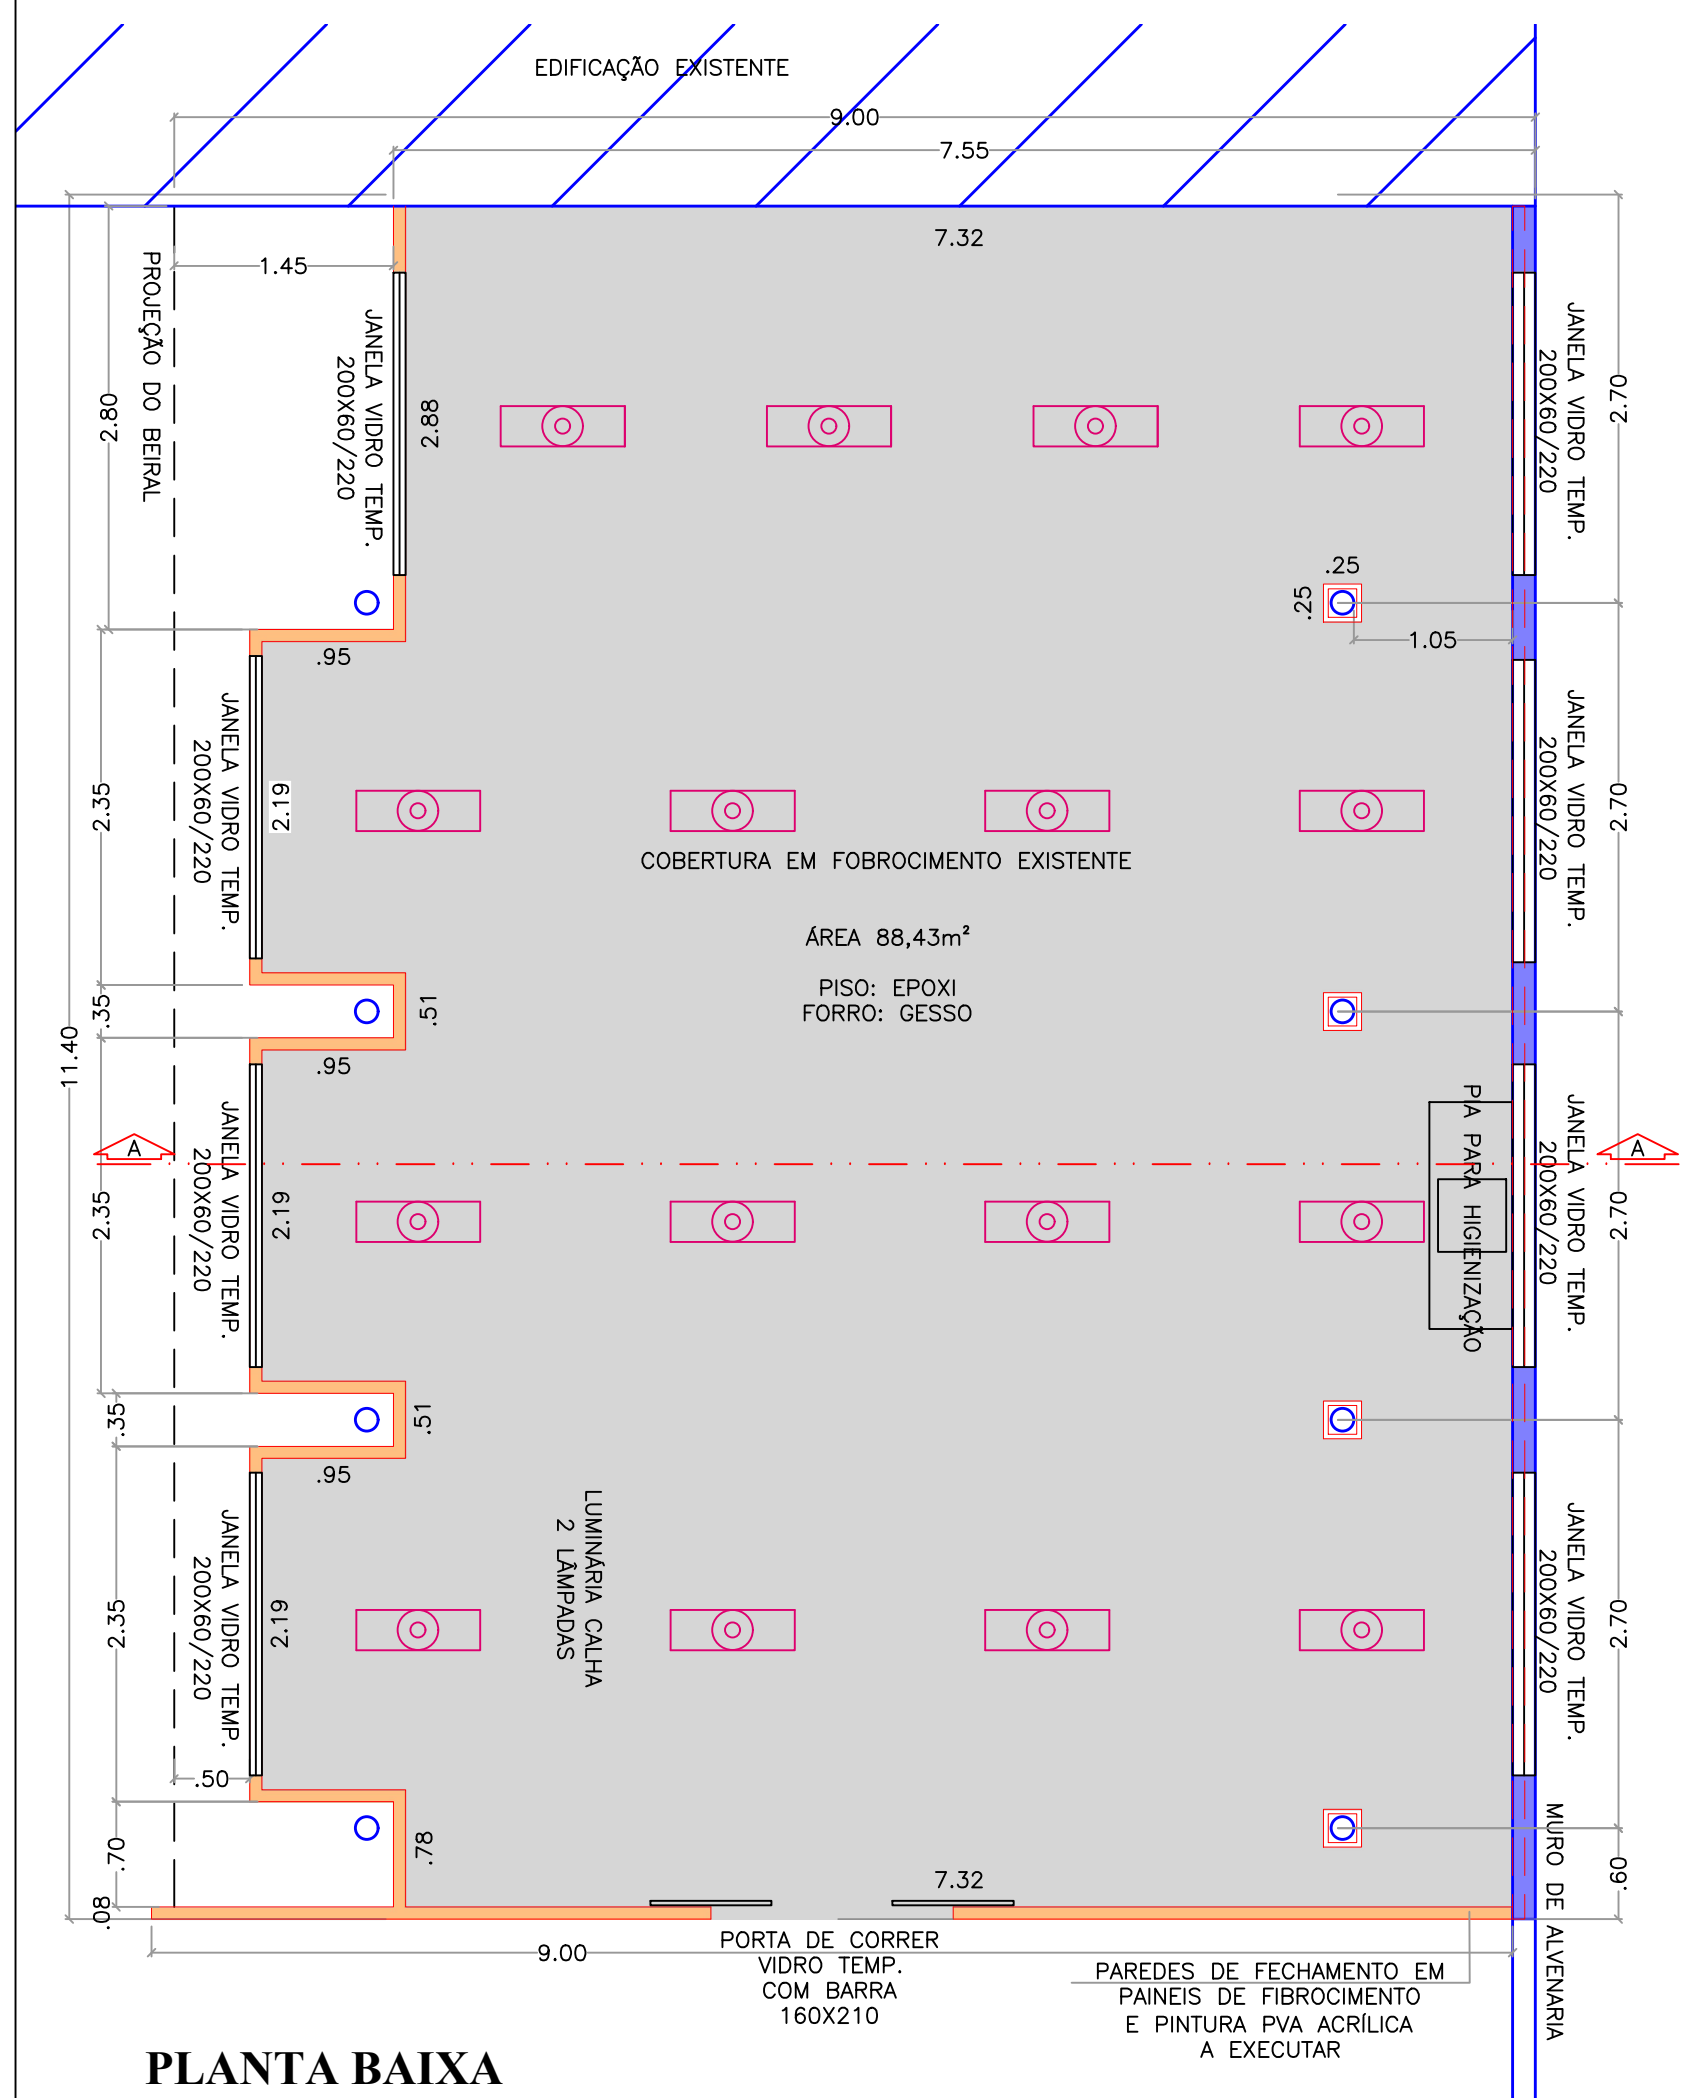 EDIFICAÇÃO EXISTENTE
9.00
7.55
7.32
1.45
PROJEÇÃO DO BEIRAL
2.80
JANELA VIDRO TEMP.
200X60/220
2.88
JANELA VIDRO TEMP.
200X60/220
2.70
.25
.25
1.05
.95
JANELA VIDRO TEMP.
200X60/220
2.35
2.19
JANELA VIDRO TEMP.
200X60/220
2.70
COBERTURA EM FOBROCIMENTO EXISTENTE
ÁREA 88,43m²
PISO: EPOXI
FORRO: GESSO
.35
.51
11.40
.95
A
A
JANELA VIDRO TEMP.
200X60/220
2.35
2.19
PIA PARA HIGIENIZAÇÃO
JANELA VIDRO TEMP.
200X60/220
2.70
.35
.51
.95
LUMINÁRIA CALHA
2 LÂMPADAS
JANELA VIDRO TEMP.
200X60/220
2.35
2.19
JANELA VIDRO TEMP.
200X60/220
2.70
.50
.70
.78
.08
7.32
.69
MURO DE ALVENARIA
9.00
PORTA DE CORRER
VIDRO TEMP.
COM BARRA
160X210
PAREDES DE FECHAMENTO EM
PAINEIS DE FIBROCIMENTO
E PINTURA PVA ACRÍLICA
A EXECUTAR
PLANTA BAIXA